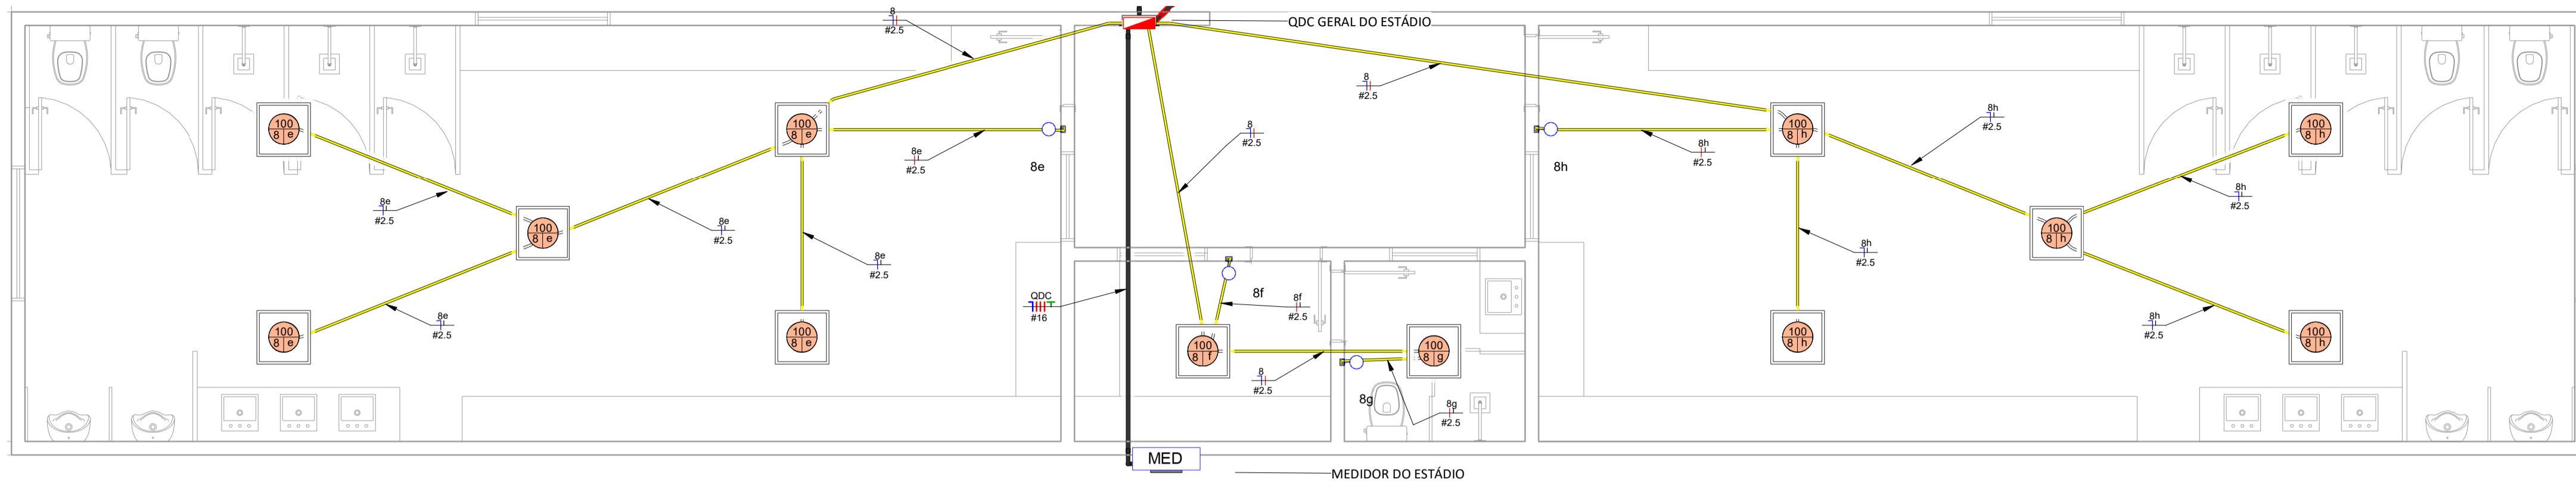 8
#2.5
QDC GERAL DO ESTÁDIO
8
#2.5
8
#2.5
100
8 e
100
8 e
8e
#2.5
8e
8h
8h
#2.5
100
8 h
8h
#2.5
100
8 h
8e
#2.5
100
8 e
8e
#2.5
8e
#2.5
8h
#2.5
100
8 h
8h
#2.5
8e
#2.5
100
8 e
100
8 e
QDC
#16
8f
8f
#2.5
100
8 f
8
#2.5
100
8 g
8g
8g
#2.5
100
8 h
8h
#2.5
100
8 h
MED
MEDIDOR DO ESTÁDIO